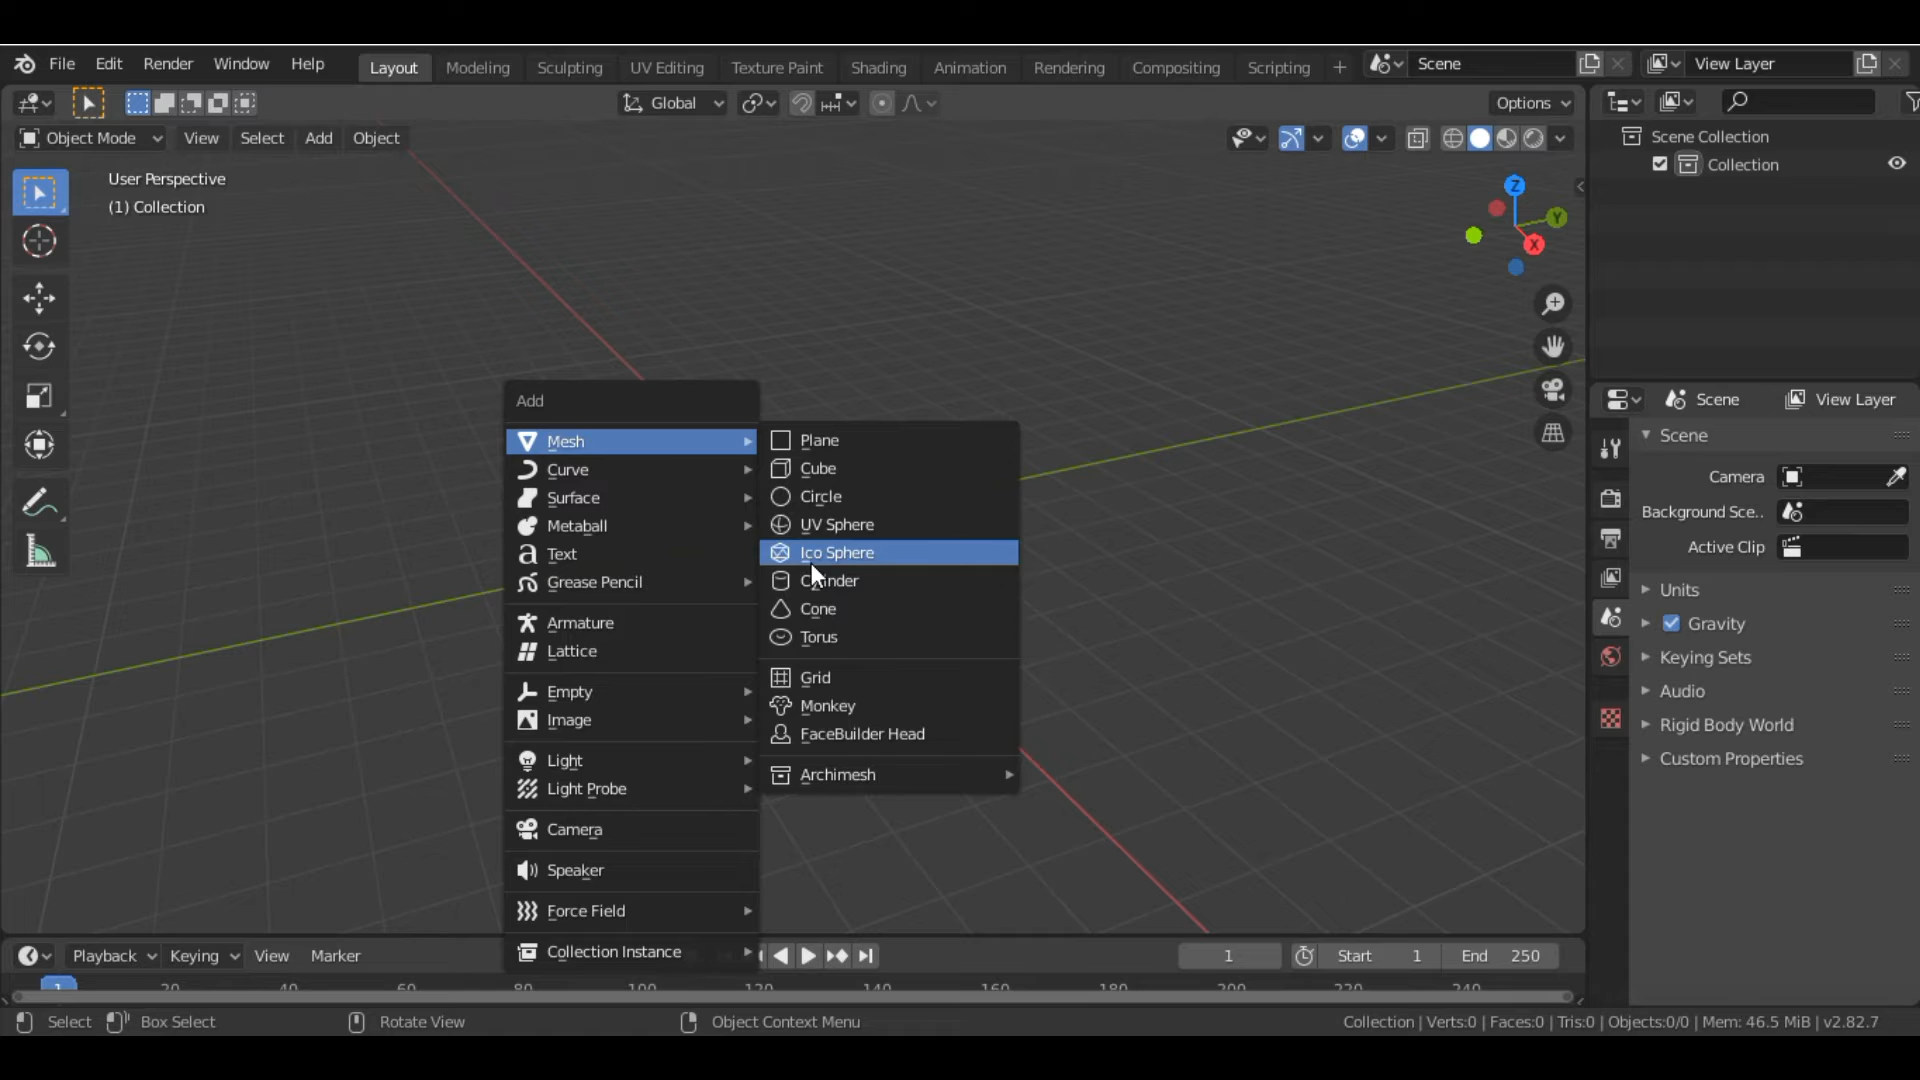 File Edit Render Window Help Layout Modeling Sculpting UV Editing Texture Paint Shading Animation Rendering Compositing Scripting + Scene View Layer
Global Options
Object Mode View Select Add Object
Scene Collection
Collection
User Perspective
(1) Collection
Z
Y
X
Add
Mesh
Curve
Surface
Metaball
Text
Grease Pencil
Armature
Lattice
Empty
Image
Light
Light Probe
Camera
Speaker
Force Field
Collection Instance
Plane
Cube
Circle
UV Sphere
Ico Sphere
Cylinder
Cone
Torus
Grid
Monkey
FaceBuilder Head
Archimesh
Scene View Layer
Scene
Camera
Background Sce..
Active Clip
Units
Gravity
Keying Sets
Audio
Rigid Body World
Custom Properties
Playback Keying View Marker 1 Start 1 End 250
1 20 40 60 80 100 120 140 160 180 200 220 240
Select Box Select Rotate View Object Context Menu Collection | Verts:0 | Faces:0 | Tris:0 | Objects:0/0 | Mem: 46.5 MiB | v2.82.7